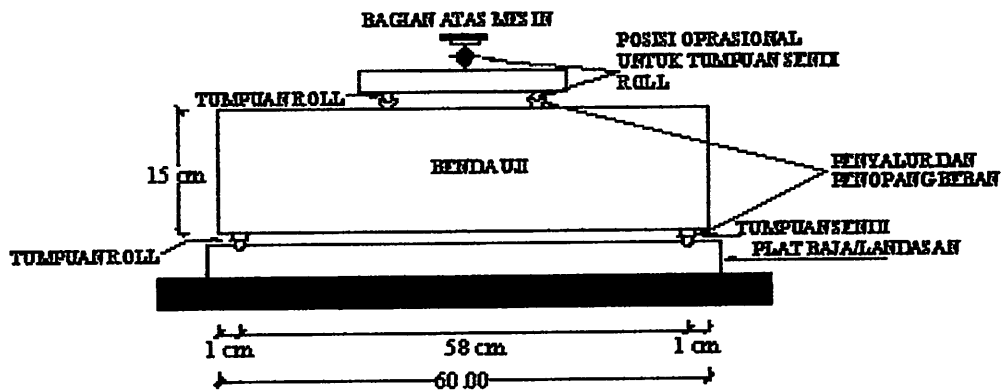 BAGIAN ATAS MESIN
POSISI OPRASIONAL
UNTUK TUMPUAN SENDI
ROLL
TUMPUAN ROLL
15 cm
BENDA UJI
PENYALUR DAN
PENOPANG BEBAN
TUMPUAN SENDI
TUMPUAN ROLL
PLAT BAJA/LANDASAN
1 cm
58 cm
1 cm
60.00